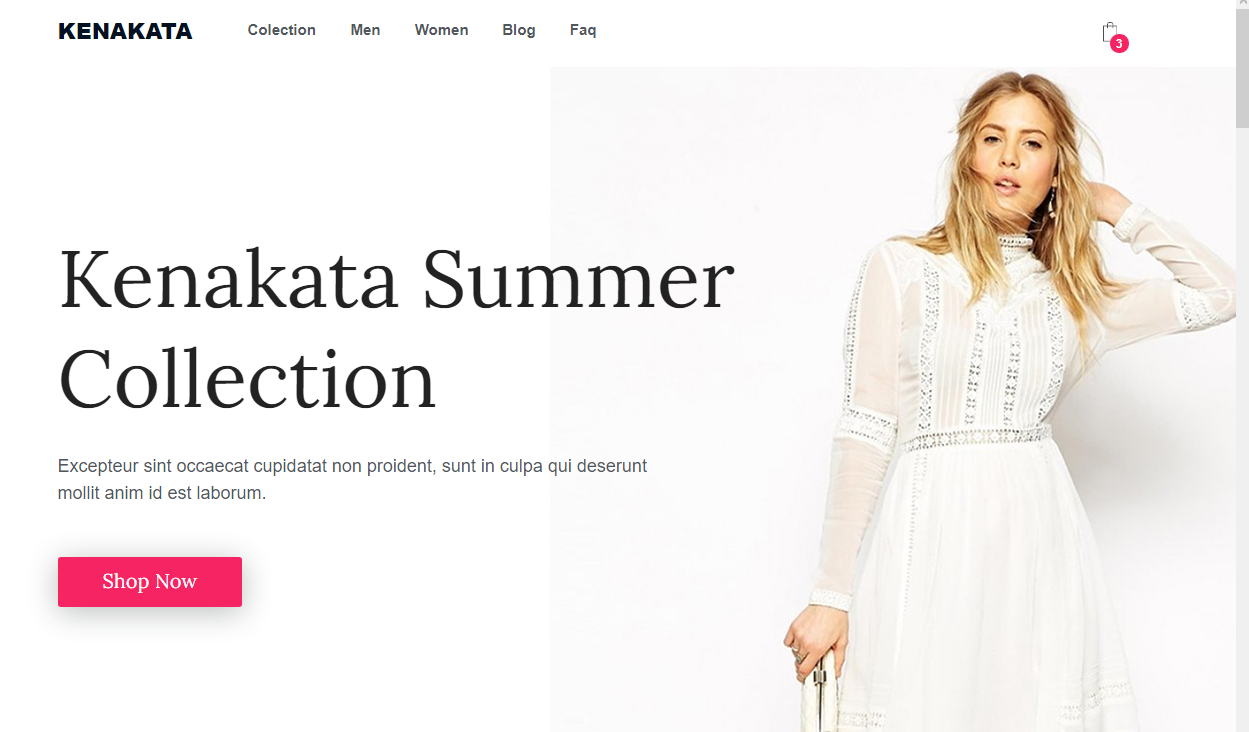 KENAKATA
Colection Men Women Blog Faq
3
Kenakata Summer
Collection
Excepteur sint occaecat cupidatat non proident, sunt in culpa qui deserunt
mollit anim id est laborum.
Shop Now